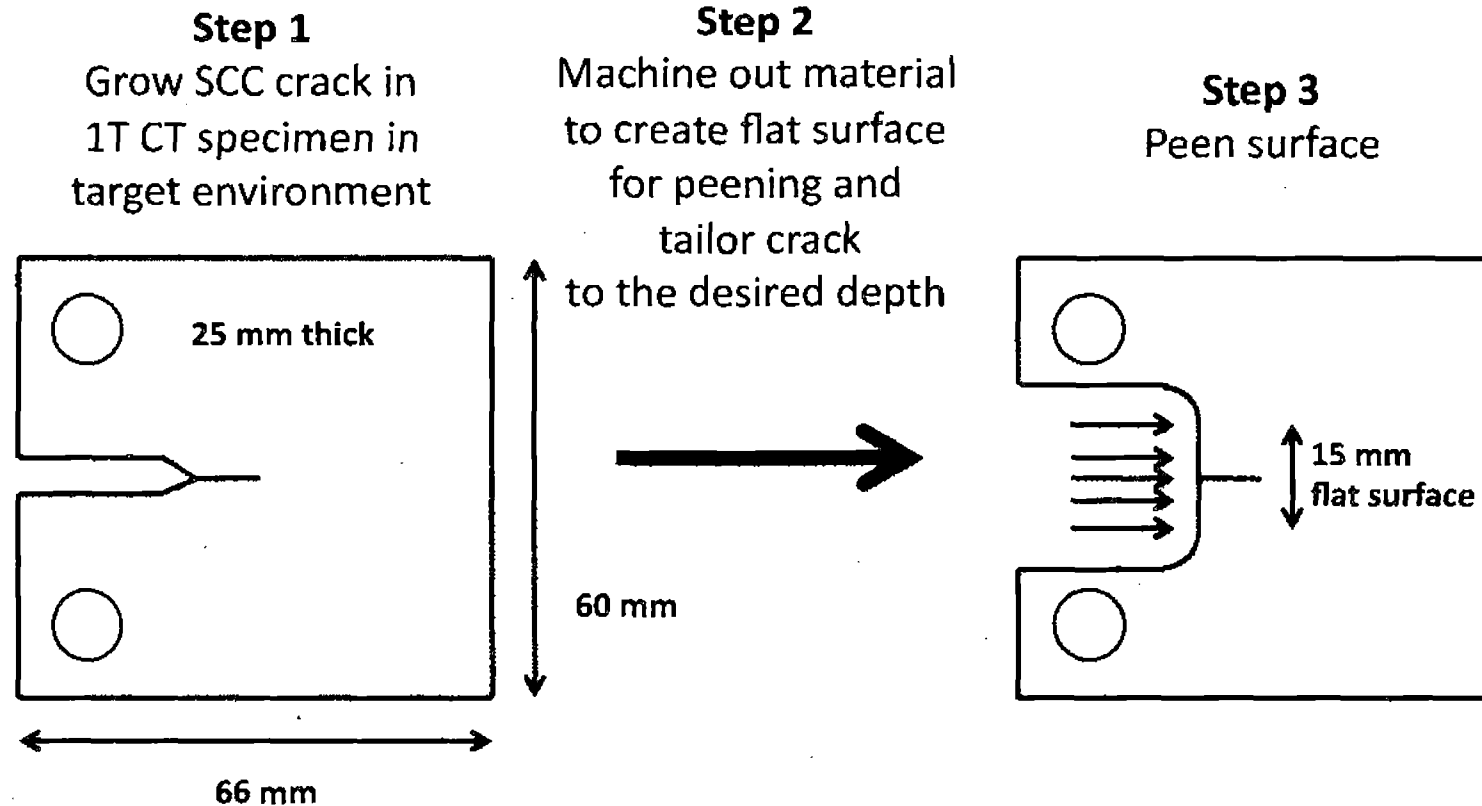 Step 1
Grow SCC crack in
1T CT specimen in
target environment
Step 2
Machine out material
to create flat surface
for peening and
tailor crack
to the desired depth
Step 3
Peen surface
25 mm thick
60 mm
66 mm
15 mm
flat surface